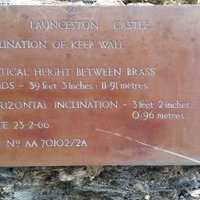 LAUNCESTON CASTLE
LINATION OF KEEP WALL
TICAL HEIGHT BETWEEN BRASS
DS - 39 feet 3 inches : 11·91 metres
RIZONTAL INCLINATION - 3 feet 2 inches
0·96 metres
E 23-2-66
Nº AA 70102/2A